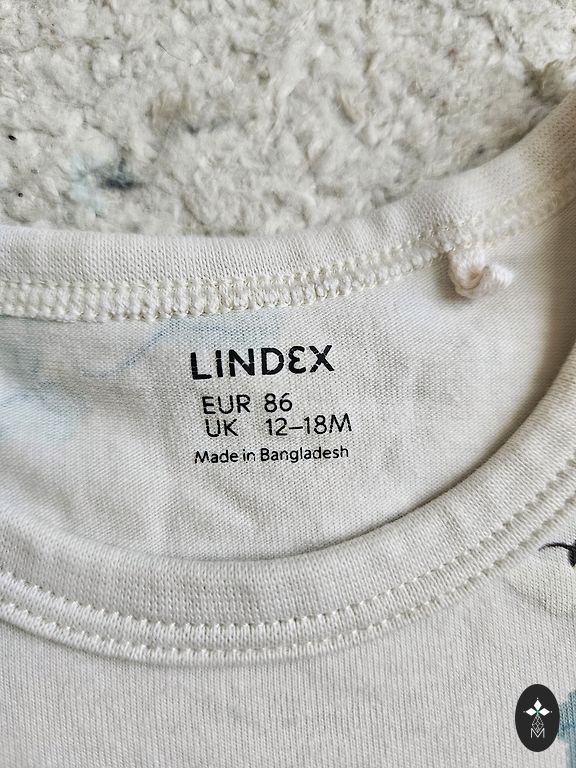 LINDEX
EUR 86
UK 12–18M
Made in Bangladesh
M